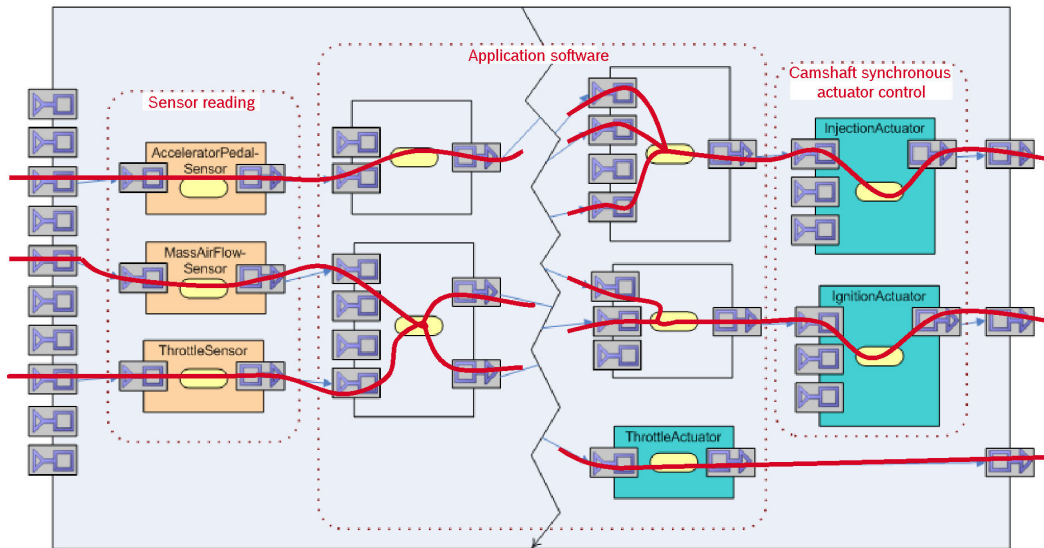 Application software
Camshaft synchronous
actuator control
Sensor reading
InjectionActuator
AcceleratorPedal-
Sensor
MassAirFlow-
Sensor
IgnitionActuator
ThrottleSensor
ThrottleActuator